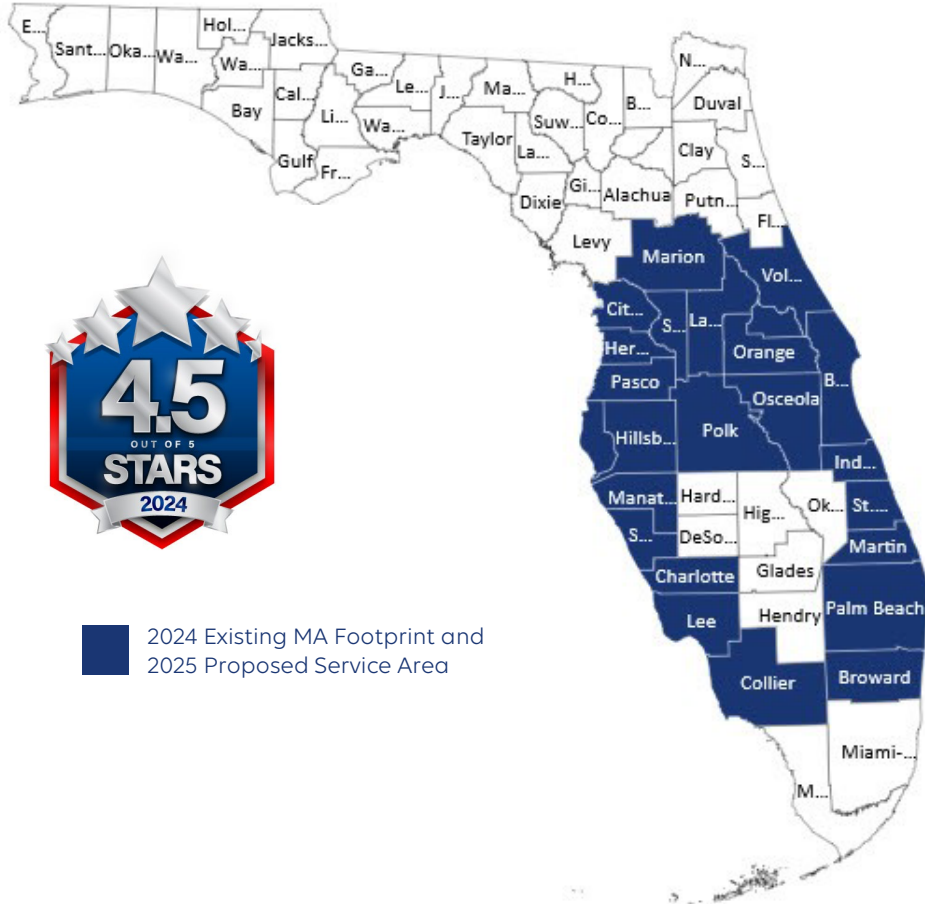 E...
Sant...
Oka...
Wa...
Hol...
Jacks...
Wa...
Bay
Cal...
Gulf
Ga...
Li...
Fr...
Le...
Wa...
J...
Ma...
Taylor
H...
Suw...
La...
Dixie
Co...
Gi...
B...
Alachua
N...
Duval
Clay
S...
Putn...
Fl...
Levy
Marion
Vol...
Cit...
S...
La...
Her...
Orange
Pasco
Osceola
B...
Hillsb...
Polk
Ind...
Manat...
Hard...
Hig...
Ok...
St....
S...
DeSo...
Martin
Charlotte
Glades
Lee
Hendry
Palm Beach
Collier
Broward
Miami-...
M...
4.5
OUT OF 5
STARS
2024
2024 Existing MA Footprint and
2025 Proposed Service Area